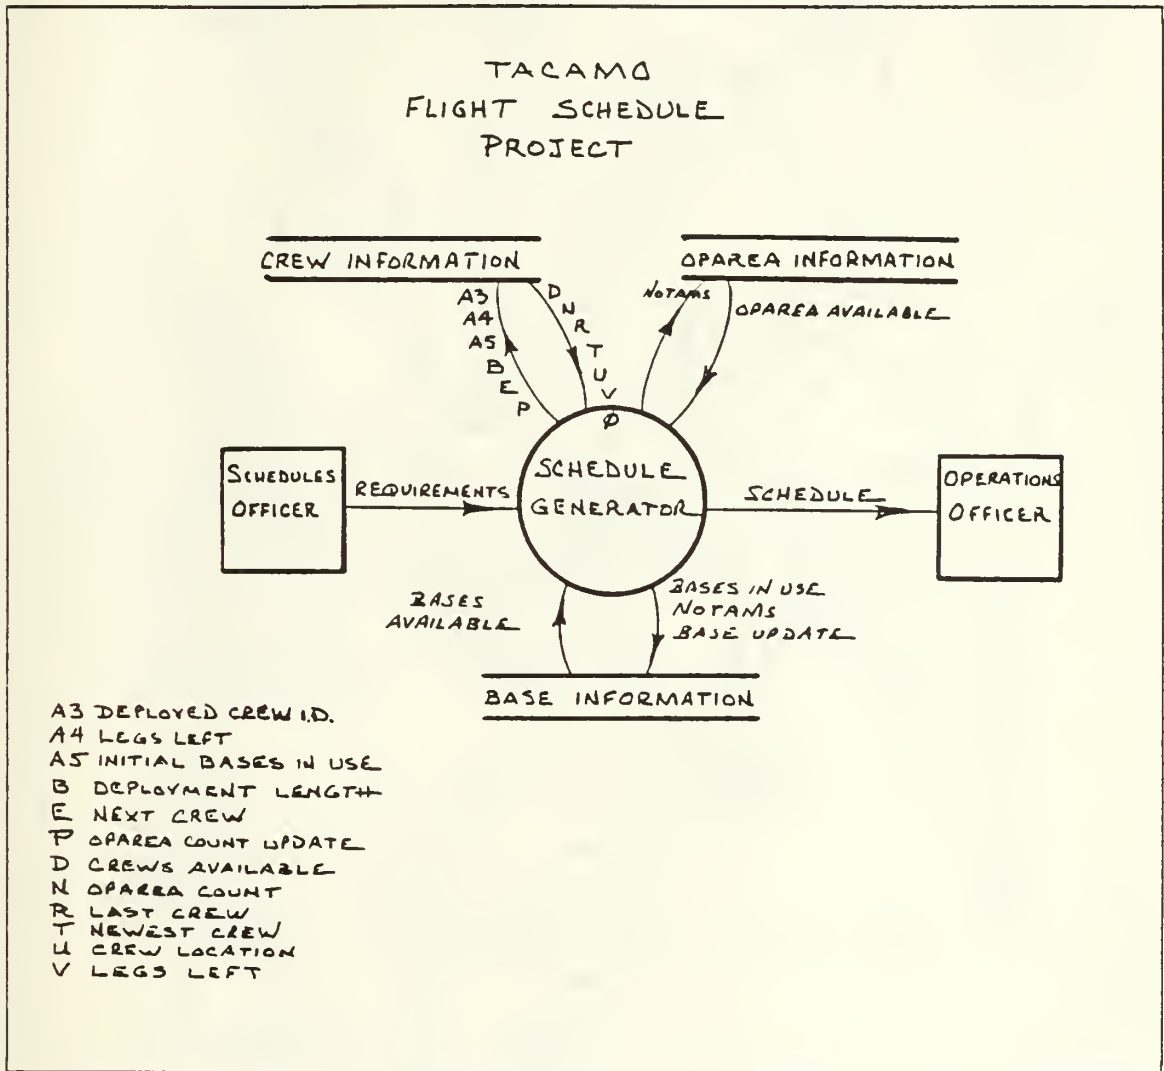 TACAMO
FLIGHT SCHEDULE
PROJECT
CREW INFORMATION
OPAREA INFORMATION
A3
A4
A5
B
E
P
D
N
R
T
U
V
NOTAMS
OPAREA AVAILABLE
Ø
SCHEDULES
OFFICER
REQUIREMENTS
SCHEDULE
GENERATOR
SCHEDULE
OPERATIONS
OFFICER
BASES
AVAILABLE
BASES IN USE
NOTAMS
BASE UPDATE
BASE INFORMATION
A3 DEPLOYED CREW I.D.
A4 LEGS LEFT
A5 INITIAL BASES IN USE
B DEPLOYMENT LENGTH
E NEXT CREW
P OPAREA COUNT UPDATE
D CREWS AVAILABLE
N OPAREA COUNT
R LAST CREW
T NEWEST CREW
U CREW LOCATION
V LEGS LEFT